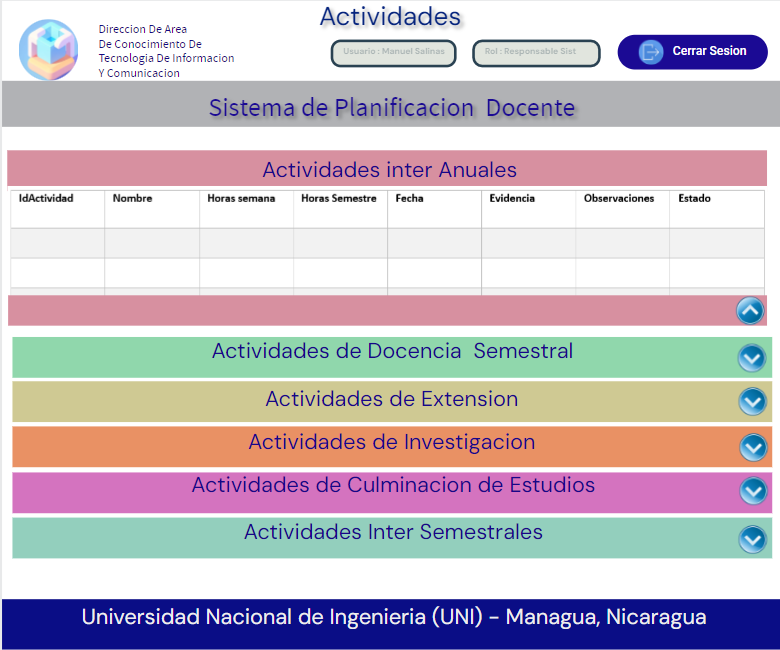 Actividades
Direccion De Area
De Conocimiento De
Tecnologia De Informacion
Y Comunicacion
Usuario : Manuel Salinas
Rol : Responsable Sist
Cerrar Sesion
Sistema de Planificacion Docente
Actividades inter Anuales
IdActividad Nombre Horas semana Horas Semestre Fecha Evidencia Observaciones Estado
Actividades de Docencia Semestral
Actividades de Extension
Actividades de Investigacion
Actividades de Culminacion de Estudios
Actividades Inter Semestrales
Universidad Nacional de Ingenieria (UNI) - Managua, Nicaragua